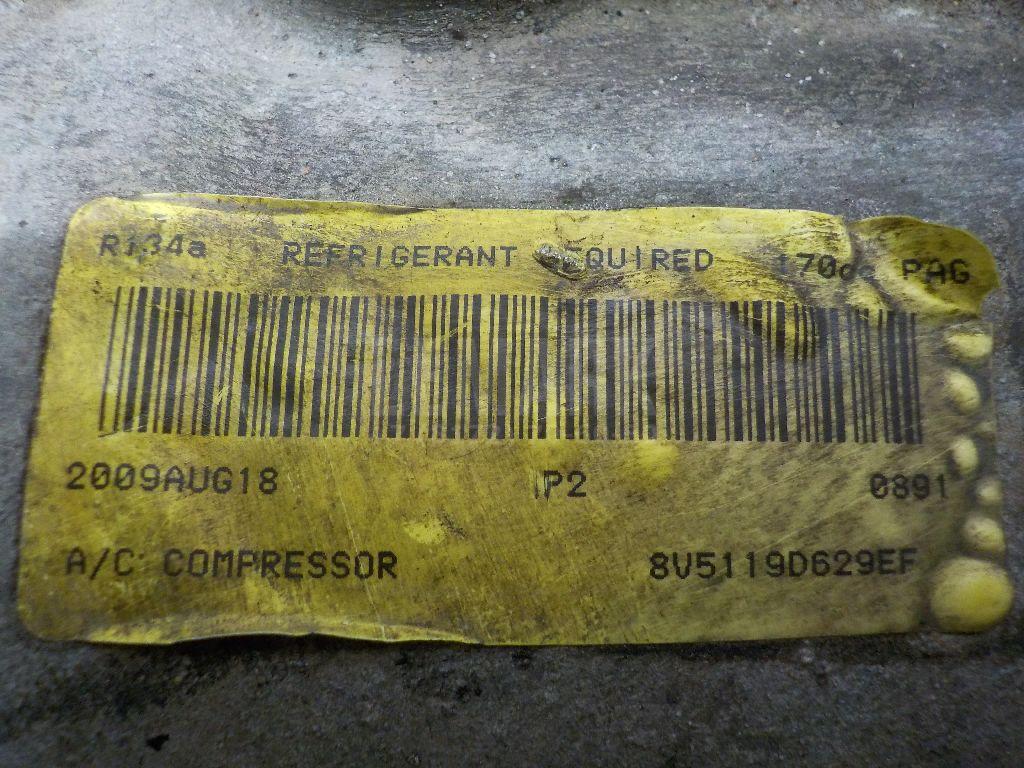 R134a REFRIGERANT REQUIRED 170cc PAG
2009AUG18 P2 0891
A/C COMPRESSOR 8V5119D629EF